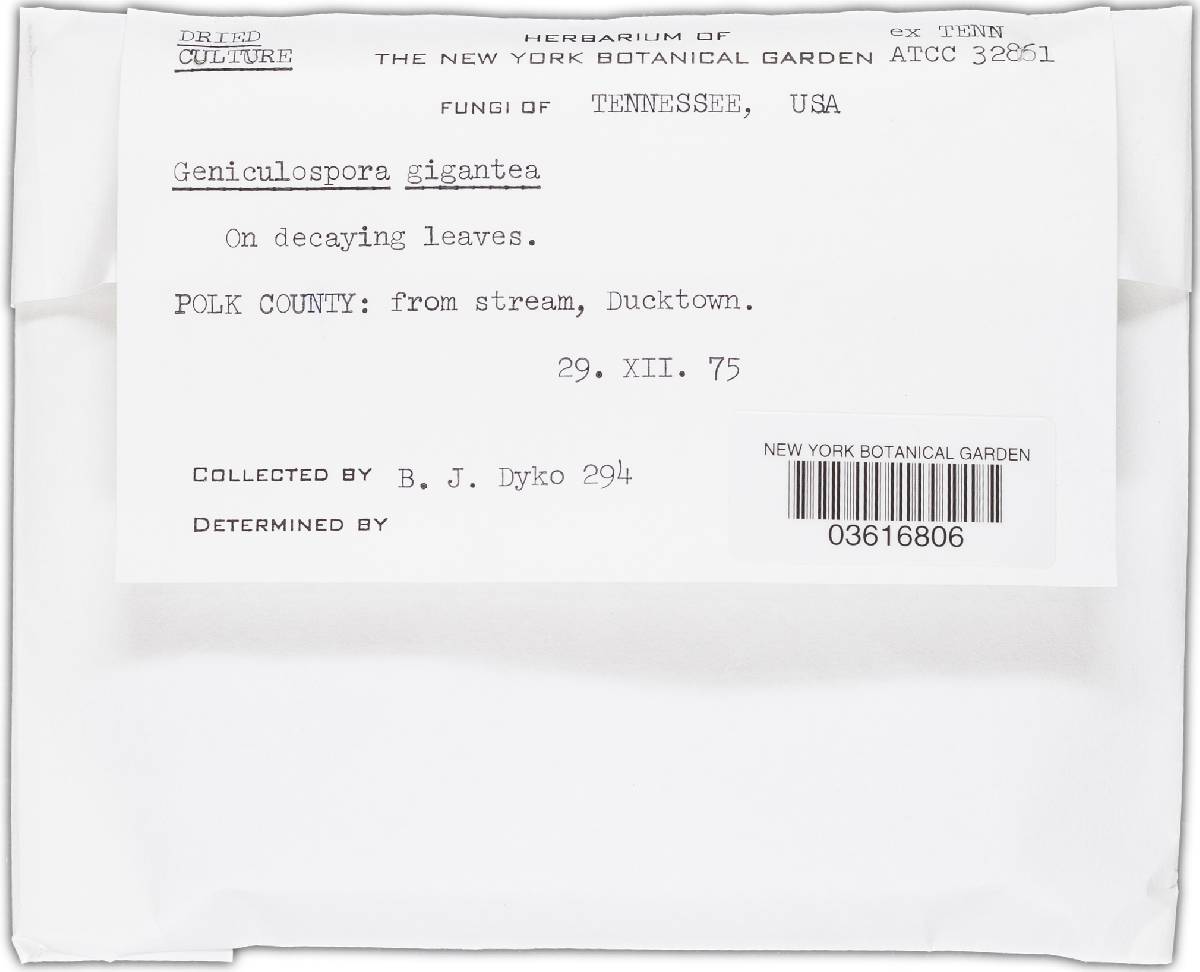 DRIED
CULTURE
HERBARIUM OF
THE NEW YORK BOTANICAL GARDEN
ex TENN
ATCC 32861
FUNGI OF TENNESSEE, USA
Geniculospora gigantea
On decaying leaves.
POLK COUNTY: from stream, Ducktown.
29. XII. 75
COLLECTED BY B. J. Dyko 294
DETERMINED BY
NEW YORK BOTANICAL GARDEN
03616806